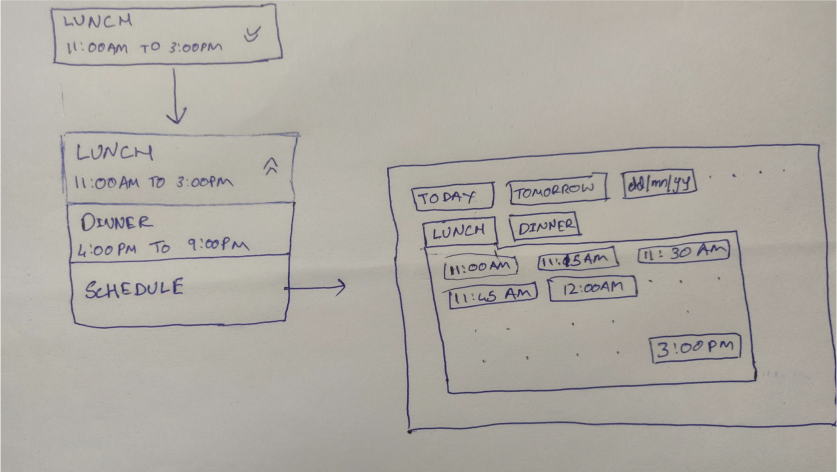 LUNCH
11:00AM TO 3:00PM
LUNCH
11:00AM TO 3:00PM
DINNER
4:00PM TO 9:00PM
SCHEDULE
TODAY TOMORROW dd/mm/yy
LUNCH DINNER
11:00AM 11:15AM 11:30 AM
11:45 AM 12:00AM
3:00PM